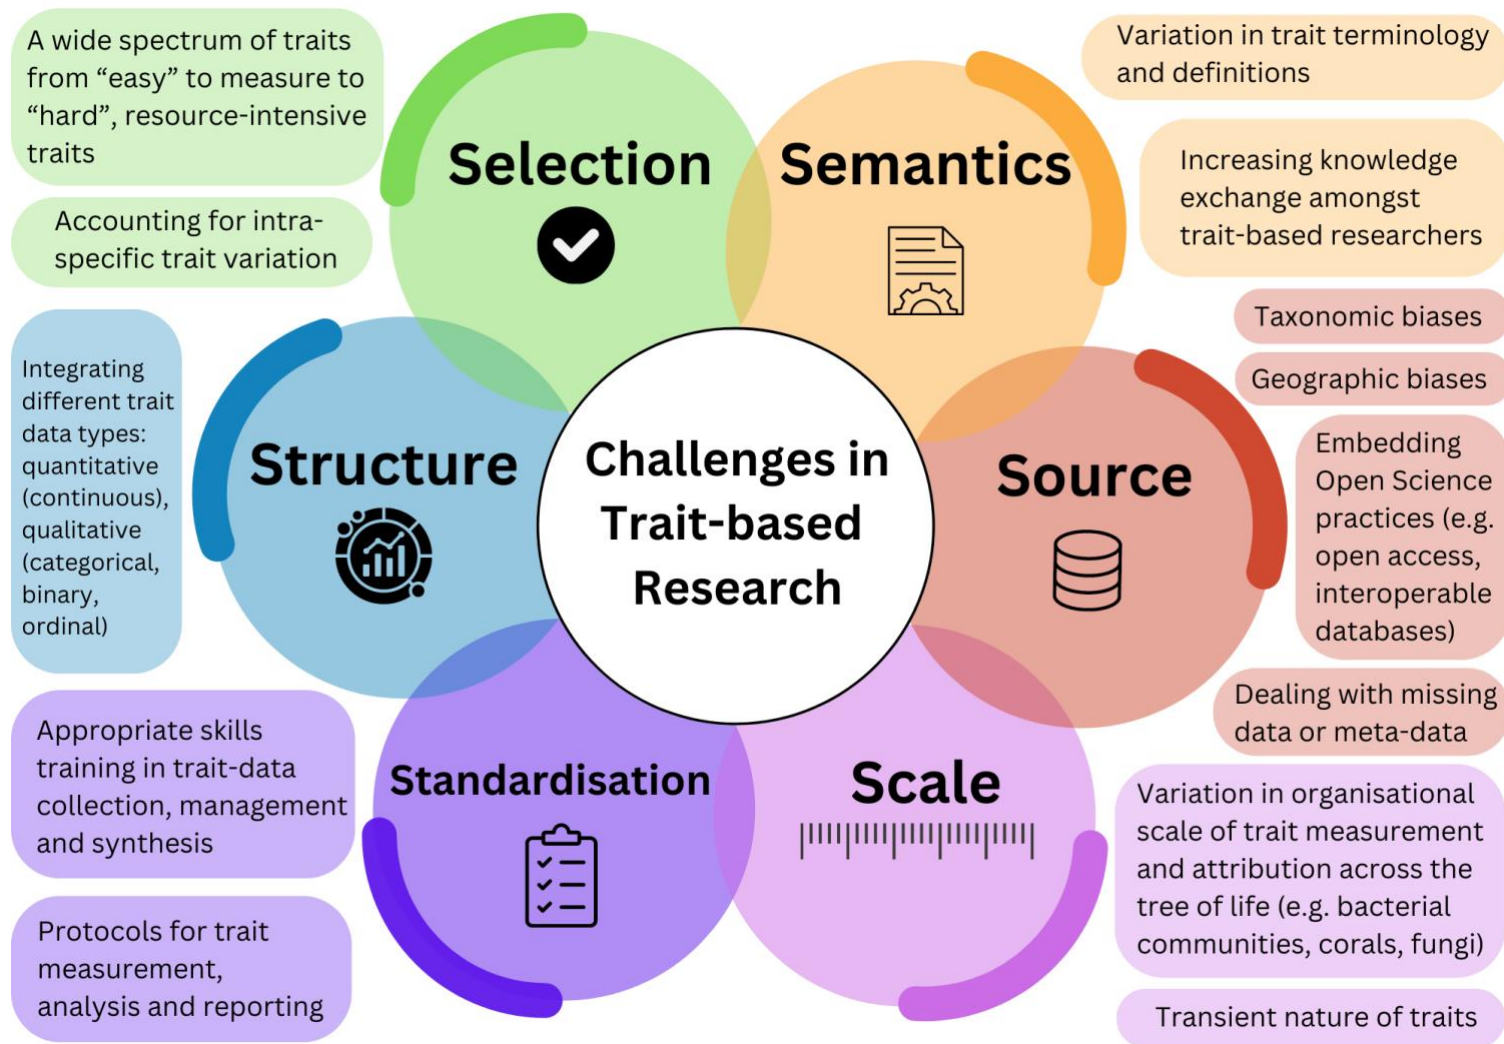 Challenges in
Trait-based
Research
Selection
A wide spectrum of traits
from “easy” to measure to
“hard”, resource-intensive
traits
Accounting for intra-
specific trait variation
Semantics
Variation in trait terminology
and definitions
Increasing knowledge
exchange amongst
trait-based researchers
Source
Taxonomic biases
Geographic biases
Embedding
Open Science
practices (e.g.
open access,
interoperable
databases)
Dealing with missing
data or meta-data
Scale
Variation in organisational
scale of trait measurement
and attribution across the
tree of life (e.g. bacterial
communities, corals, fungi)
Transient nature of traits
Standardisation
Appropriate skills
training in trait-data
collection, management
and synthesis
Protocols for trait
measurement,
analysis and reporting
Structure
Integrating
different trait
data types:
quantitative
(continuous),
qualitative
(categorical,
binary,
ordinal)